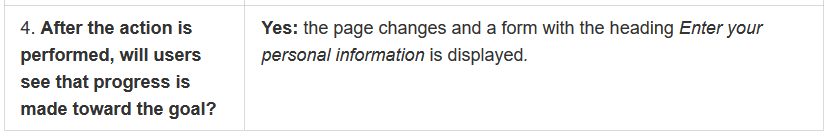 4. After the action is
performed, will users
see that progress is
made toward the goal?
Yes: the page changes and a form with the heading Enter your
personal information is displayed.